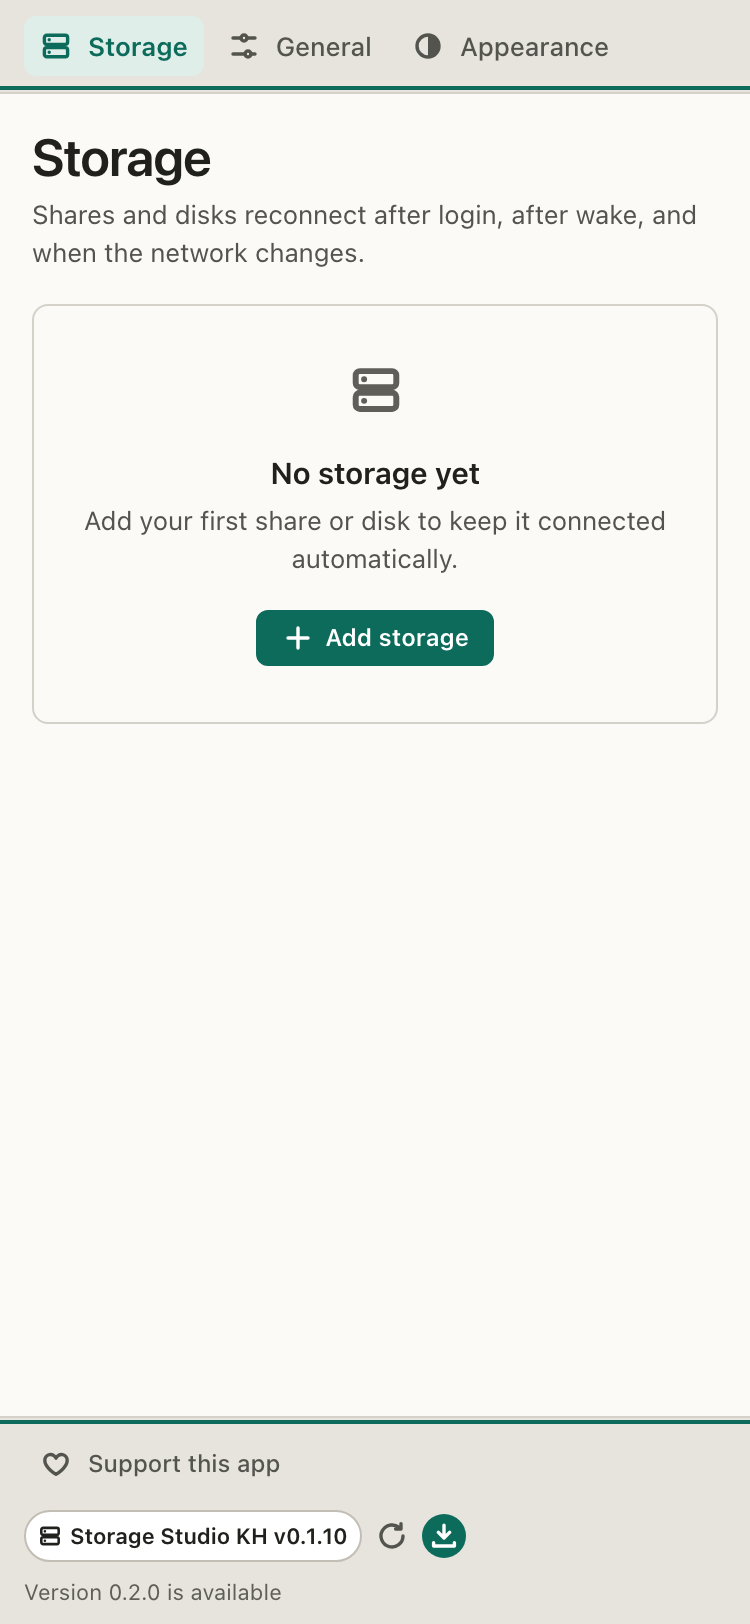 Storage
General
Appearance
Storage
Shares and disks reconnect after login, after wake, and
when the network changes.
No storage yet
Add your first share or disk to keep it connected
automatically.
Add storage
Support this app
Storage Studio KH v0.1.10
Version 0.2.0 is available